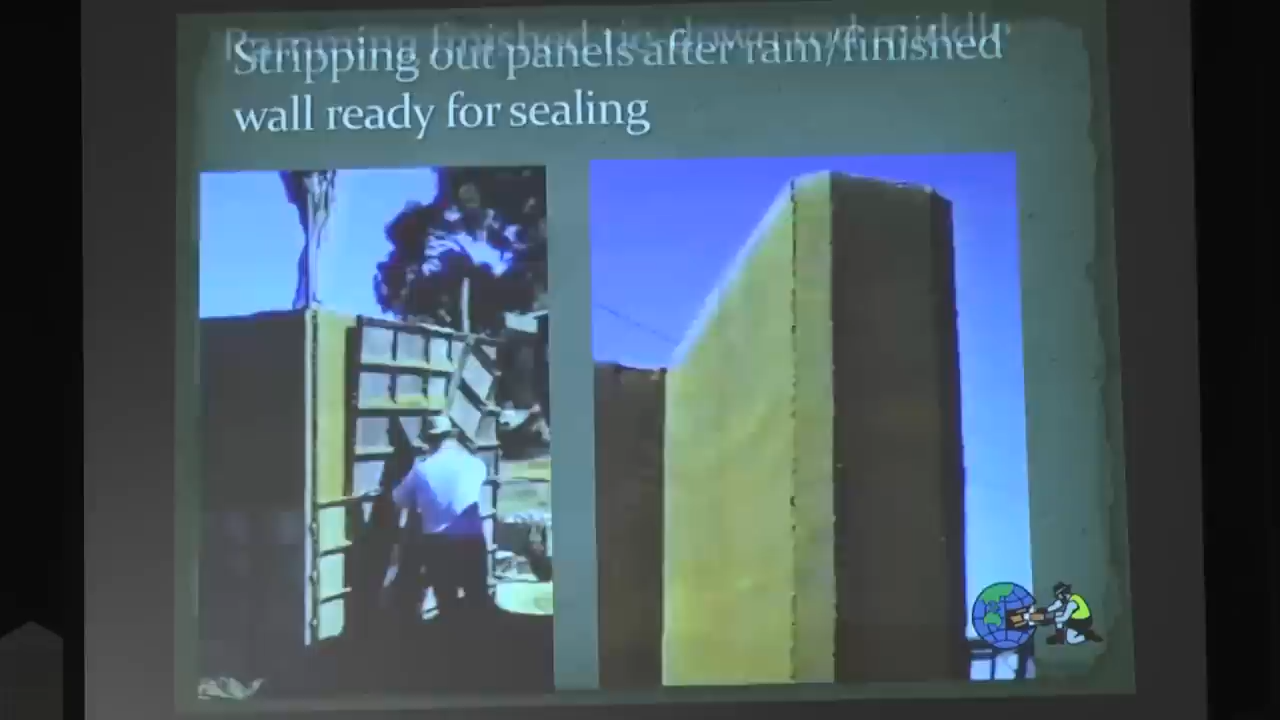 Stripping out panels after ram/finished
wall ready for sealing